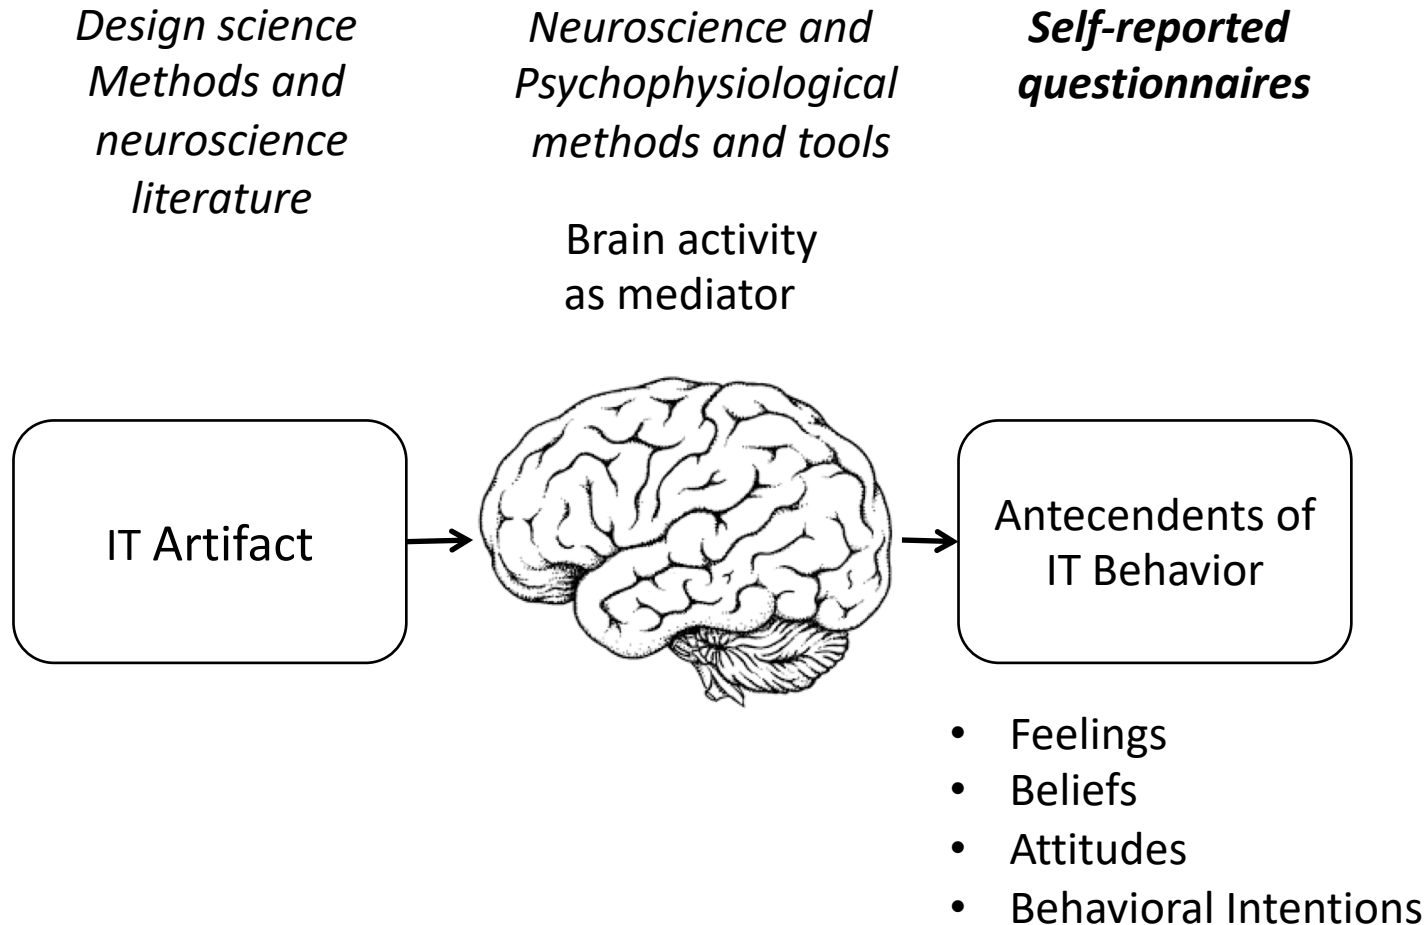 Design science
Methods and
neuroscience
literature
Neuroscience and
Psychophysiological
methods and tools
Self-reported
questionnaires
Brain activity
as mediator
IT Artifact
Antecendents of
IT Behavior
• Feelings
• Beliefs
• Attitudes
• Behavioral Intentions